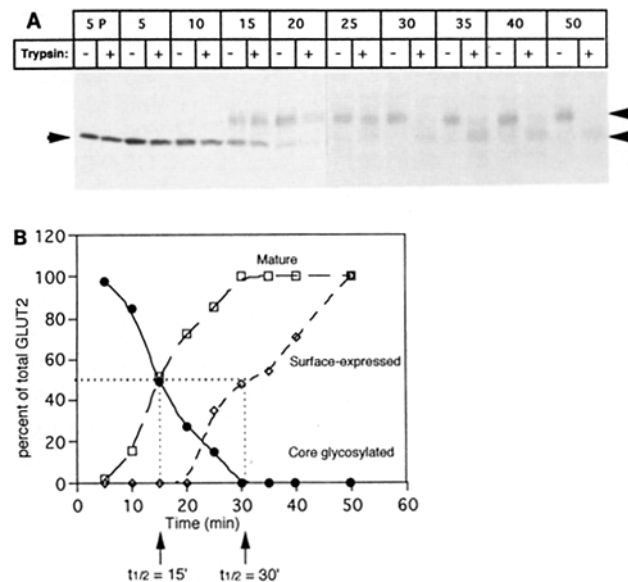 A
5 P 5 10 15 20 25 30 35 40 50
Trypsin: - + - + - + - + - + - + - + - + - + - +
B
120
100
80
60
40
20
0
percent of total GLUT2
Mature
Surface-expressed
Core glycosylated
0 10 20 30 40 50 60
Time (min)
t1/2 = 15' t1/2 = 30'